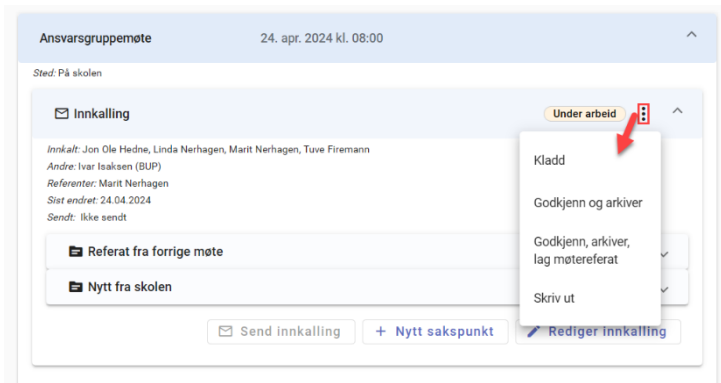 Ansvarsgruppemøte 24. apr. 2024 kl. 08:00
Sted: På skolen
Innkalling Under arbeid
Innkalt: Jon Ole Hedne, Linda Nerhagen, Marit Nerhagen, Tuve Firemann
Andre: Ivar Isaksen (BUP)
Referenter: Marit Nerhagen
Sist endret: 24.04.2024
Sendt: Ikke sendt
Kladd
Godkjenn og arkiver
Godkjenn, arkiver,
lag møtereferat
Skriv ut
Referat fra forrige møte
Nytt fra skolen
Send innkalling + Nytt sakspunkt Rediger innkalling